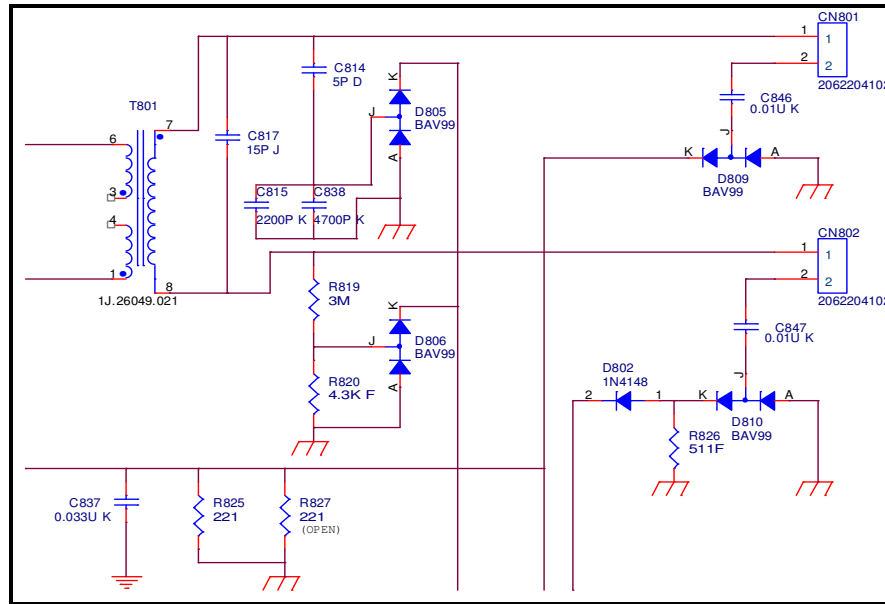 CN801
1
1
2
2
2062204102
C814
5P D
K
J
D805
BAV99
A
T801
7
6
C817
15P J
C846
0.01U K
J
K
A
D809
BAV99
3
4
C815
2200P K
C838
4700P K
CN802
1
1
2
2
2062204102
1
8
1J.26049.021
R819
3M
K
J
D806
BAV99
A
C847
0.01U K
J
R820
4.3K F
D802
1N4148
2
1
K
A
D810
BAV99
R826
511F
C837
0.033U K
R825
221
R827
221
(OPEN)